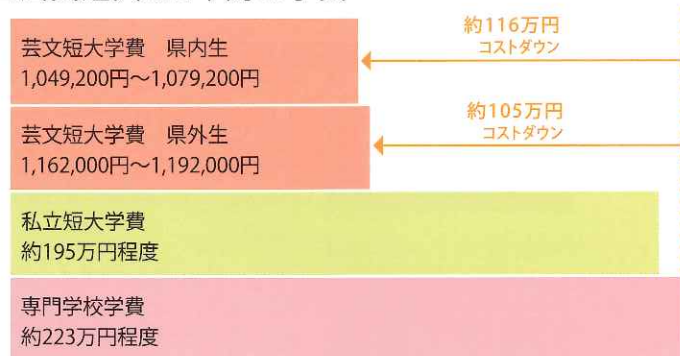 芸文短大学費 県内生
1,049,200円～1,079,200円
約116万円
コストダウン
芸文短大学費 県外生
1,162,000円～1,192,000円
約105万円
コストダウン
私立短大学費
約195万円程度
専門学校学費
約223万円程度